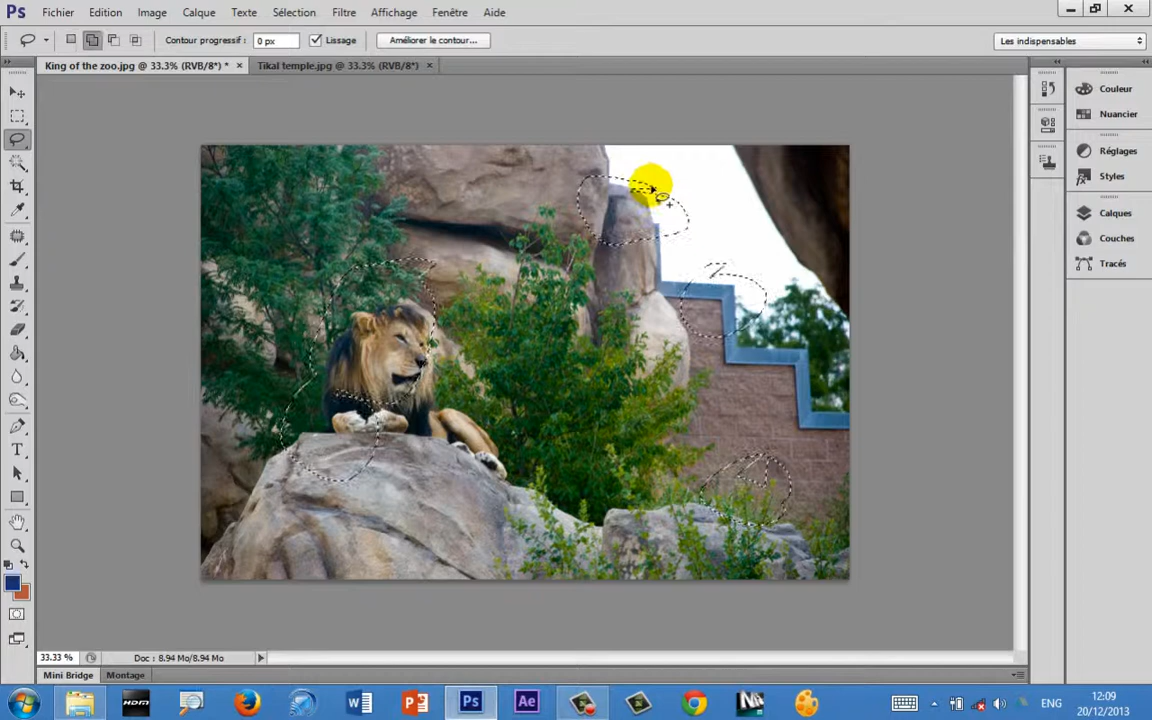 Ps Fichier Edition Image Calque Texte Sélection Filtre Affichage Fenêtre Aide
Contour progressif : 0 px Lissage Améliorer le contour... Les indispensables
King of the zoo.jpg @ 33.3% (RVB/8*) * × Tikal temple.jpg @ 33.3% (RVB/8*) ×
Couleur
Nuancier
Réglages
Styles
Calques
Couches
Tracés
33.33 % Doc : 8.94 Mo/8.94 Mo
Mini Bridge Montage
HDM Ps Ae ENG 12:09
20/12/2013